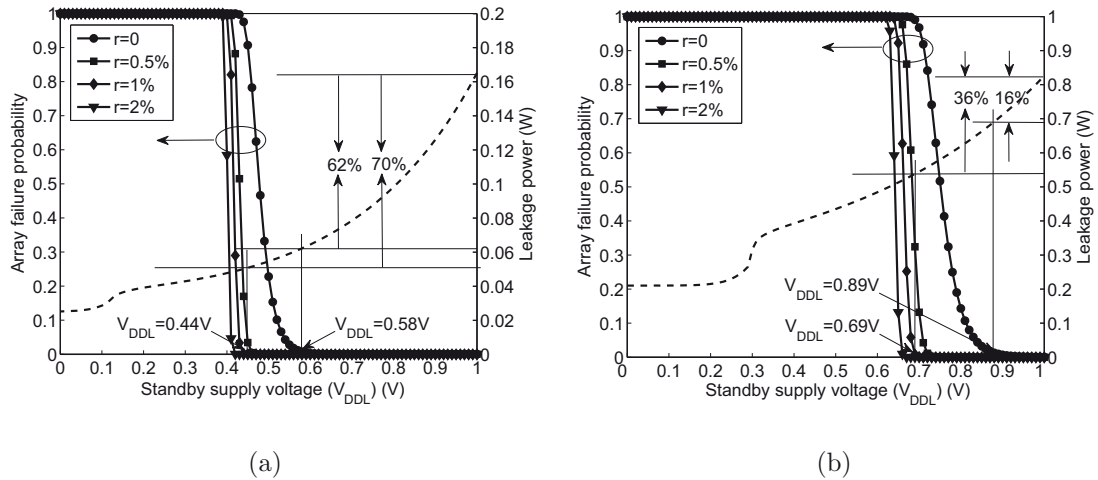 1
0.9
0.8
0.7
0.6
0.5
0.4
0.3
0.2
0.1
0
Array failure probability
r=0
r=0.5%
r=1%
r=2%
62%
70%
V_DDL=0.44V
V_DDL=0.58V
0.2
0.18
0.16
0.14
0.12
0.1
0.08
0.06
0.04
0.02
0
Leakage power (W)
0 0.1 0.2 0.3 0.4 0.5 0.6 0.7 0.8 0.9 1
Standby supply voltage (V_DDL) (V)
(a)
1
0.9
0.8
0.7
0.6
0.5
0.4
0.3
0.2
0.1
0
Array failure probability
r=0
r=0.5%
r=1%
r=2%
36% 16%
V_DDL=0.89V
V_DDL=0.69V
1
0.9
0.8
0.7
0.6
0.5
0.4
0.3
0.2
0.1
0
Leakage power (W)
0 0.1 0.2 0.3 0.4 0.5 0.6 0.7 0.8 0.9 1
Standby supply voltage (V_DDL) (V)
(b)